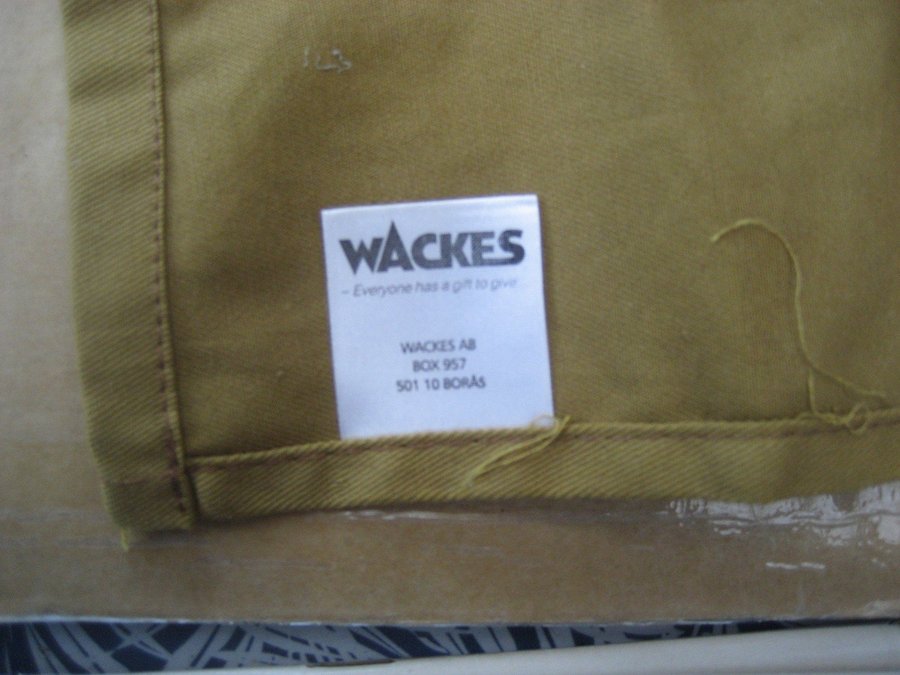 WACKES
– Everyone has a gift to give
WACKES AB
BOX 957
501 10 BORÅS